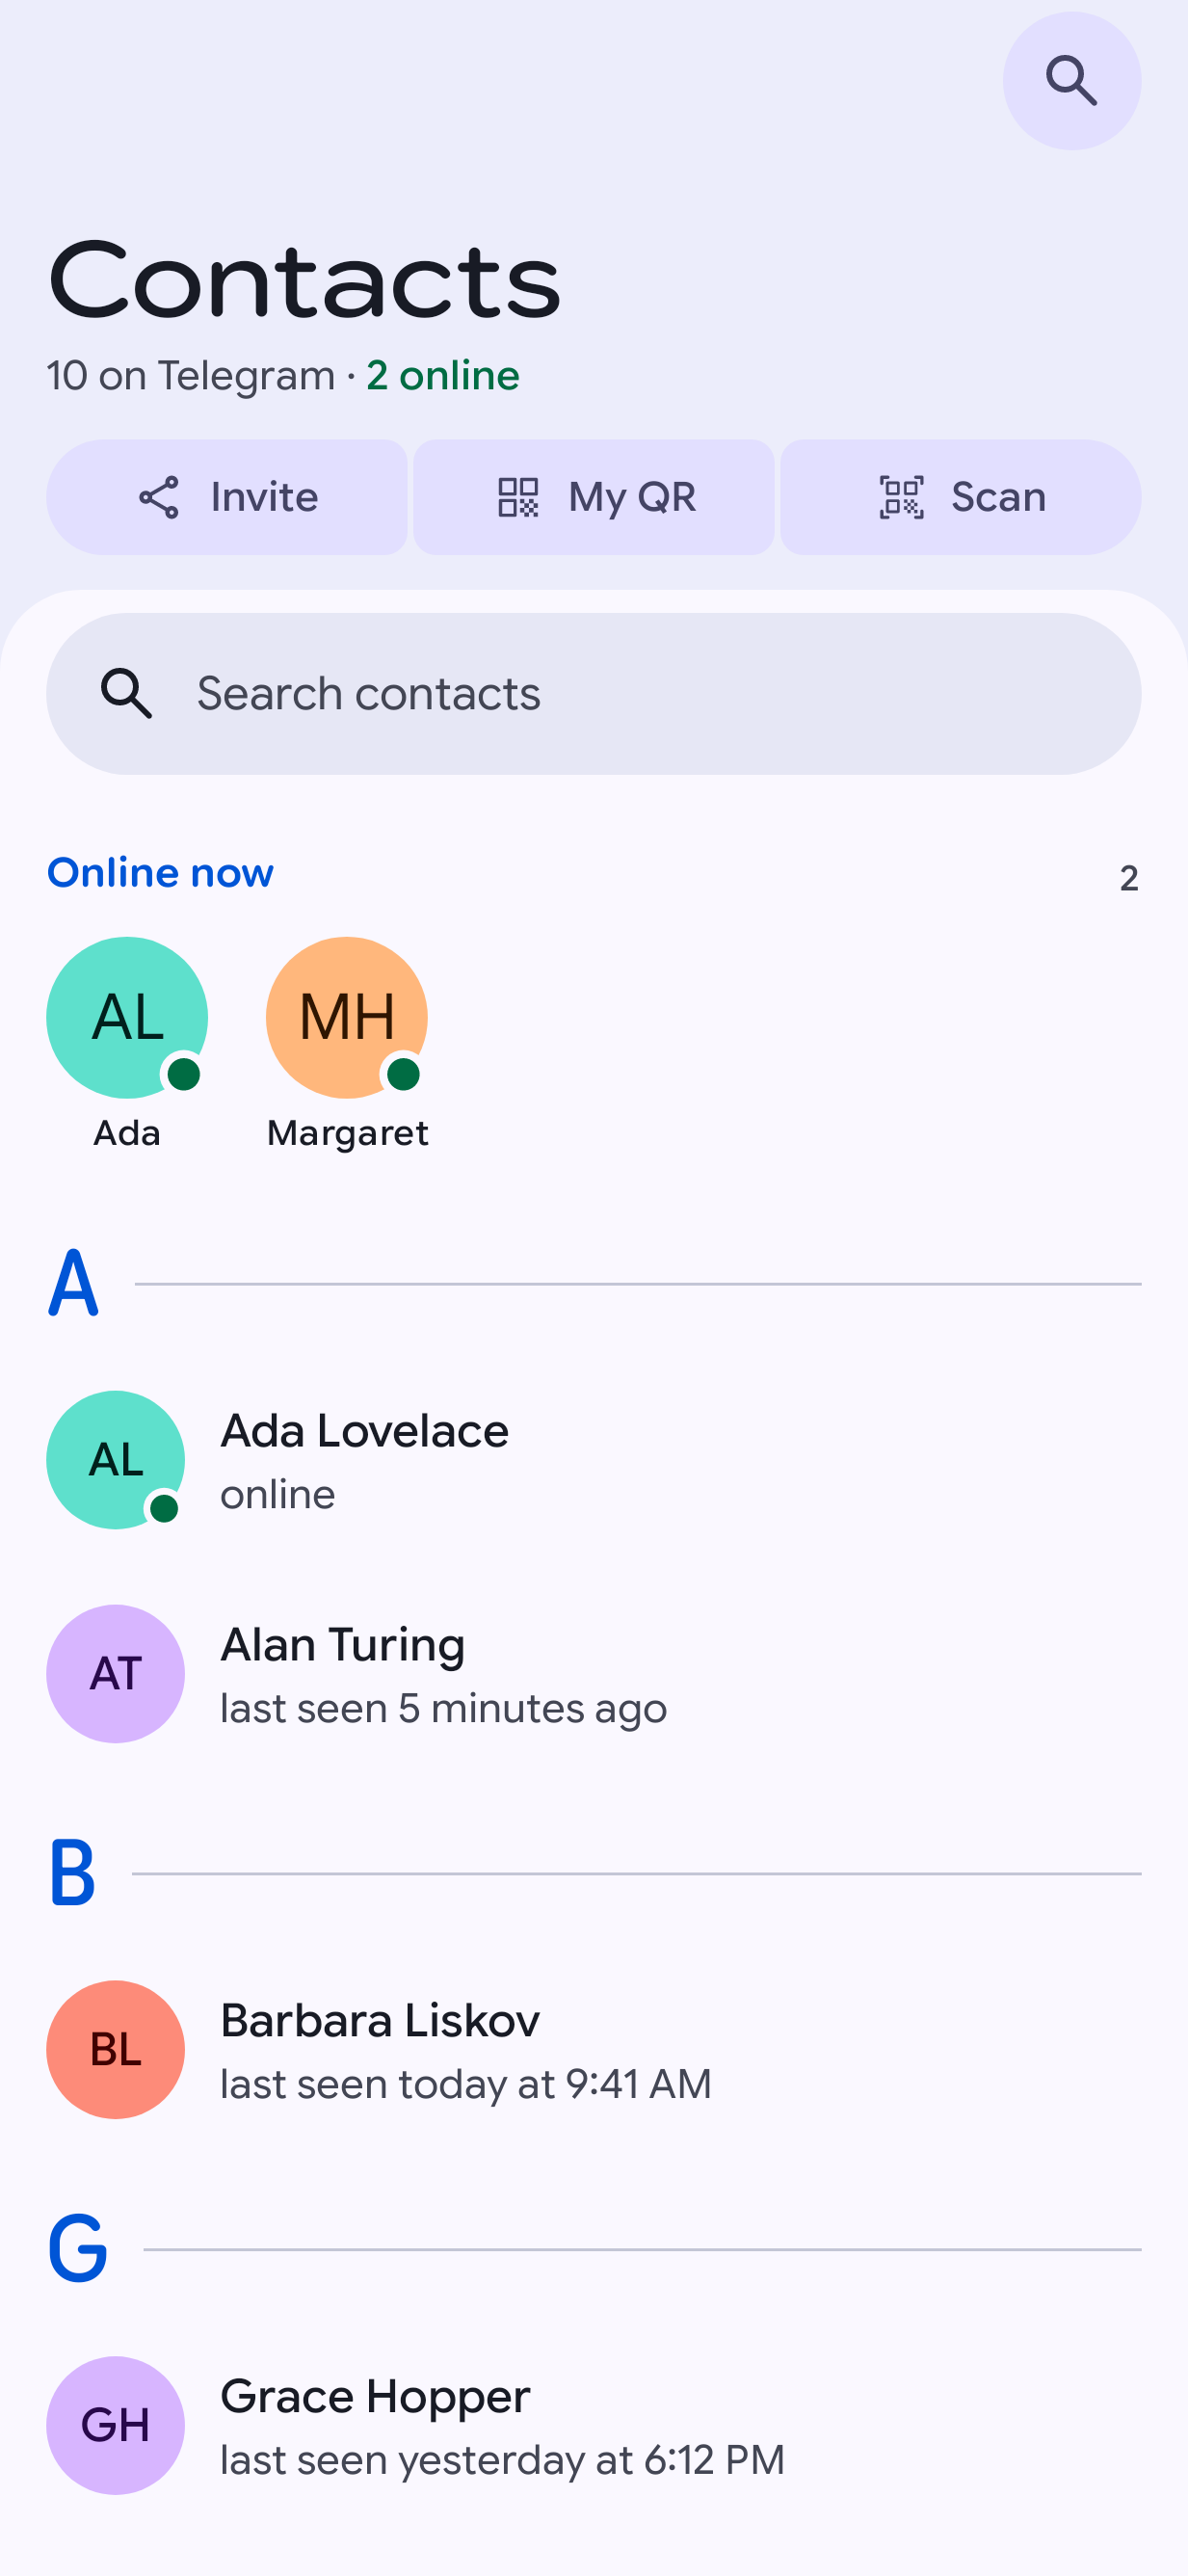 Contacts
10 on Telegram · 2 online
Invite
My QR
Scan
Search contacts
Online now
2
AL
MH
Ada
Margaret
A
AL
Ada Lovelace
online
AT
Alan Turing
last seen 5 minutes ago
B
BL
Barbara Liskov
last seen today at 9:41 AM
G
GH
Grace Hopper
last seen yesterday at 6:12 PM